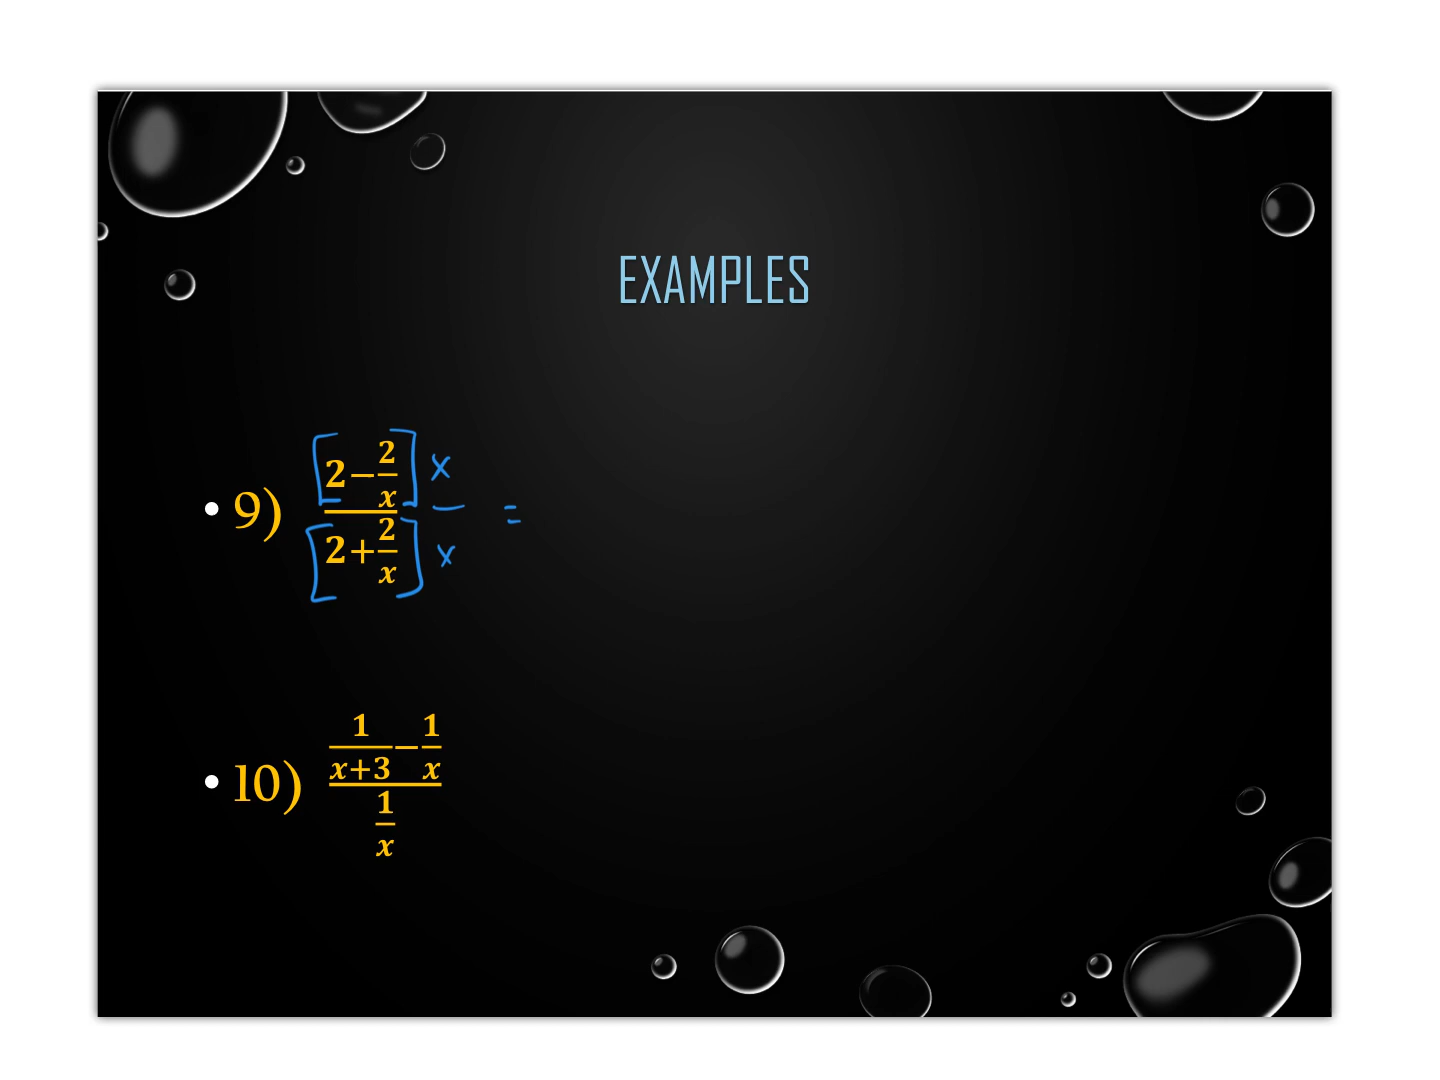 EXAMPLES
• 9) [2−2/x] x / [2+2/x] x =
• 10) (1/(x+3)−1/x)/(1/x)